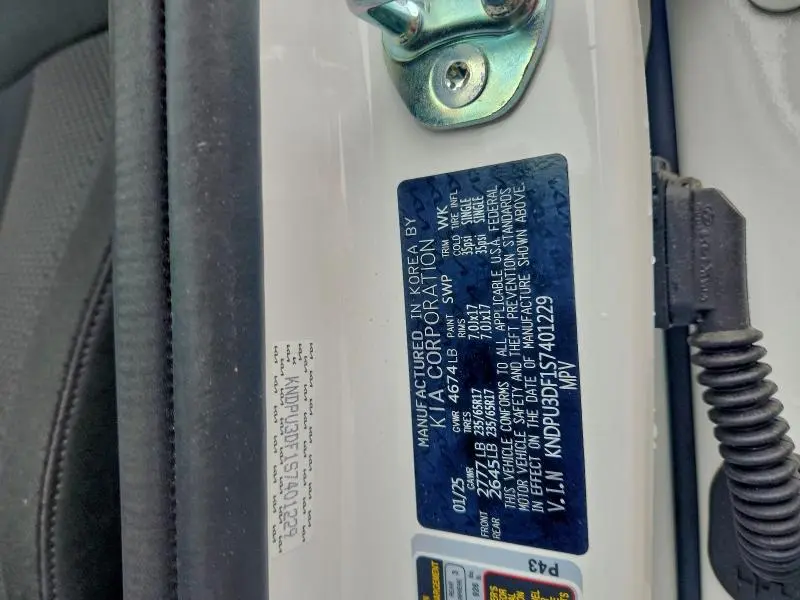 MANUFACTURED IN KOREA BY
KIA CORPORATION
01/25 GVWR 4674LB PAINT SWP TRIM WK
GAWR TIRES RIMS COLD TIRE INFL
FRONT 2777LB 235/65R17 7.0Jx17 35psi SINGLE
REAR 2645LB 235/65R17 7.0Jx17 35psi SINGLE
THIS VEHICLE CONFORMS TO ALL APPLICABLE U.S.A. FEDERAL
MOTOR VEHICLE SAFETY AND THEFT PREVENTION STANDARDS
IN EFFECT ON THE DATE OF MANUFACTURE SHOWN ABOVE.
V.I.N KNDPU3DF1S7401229
MPV
KNDPU3DF1S7401229
P43